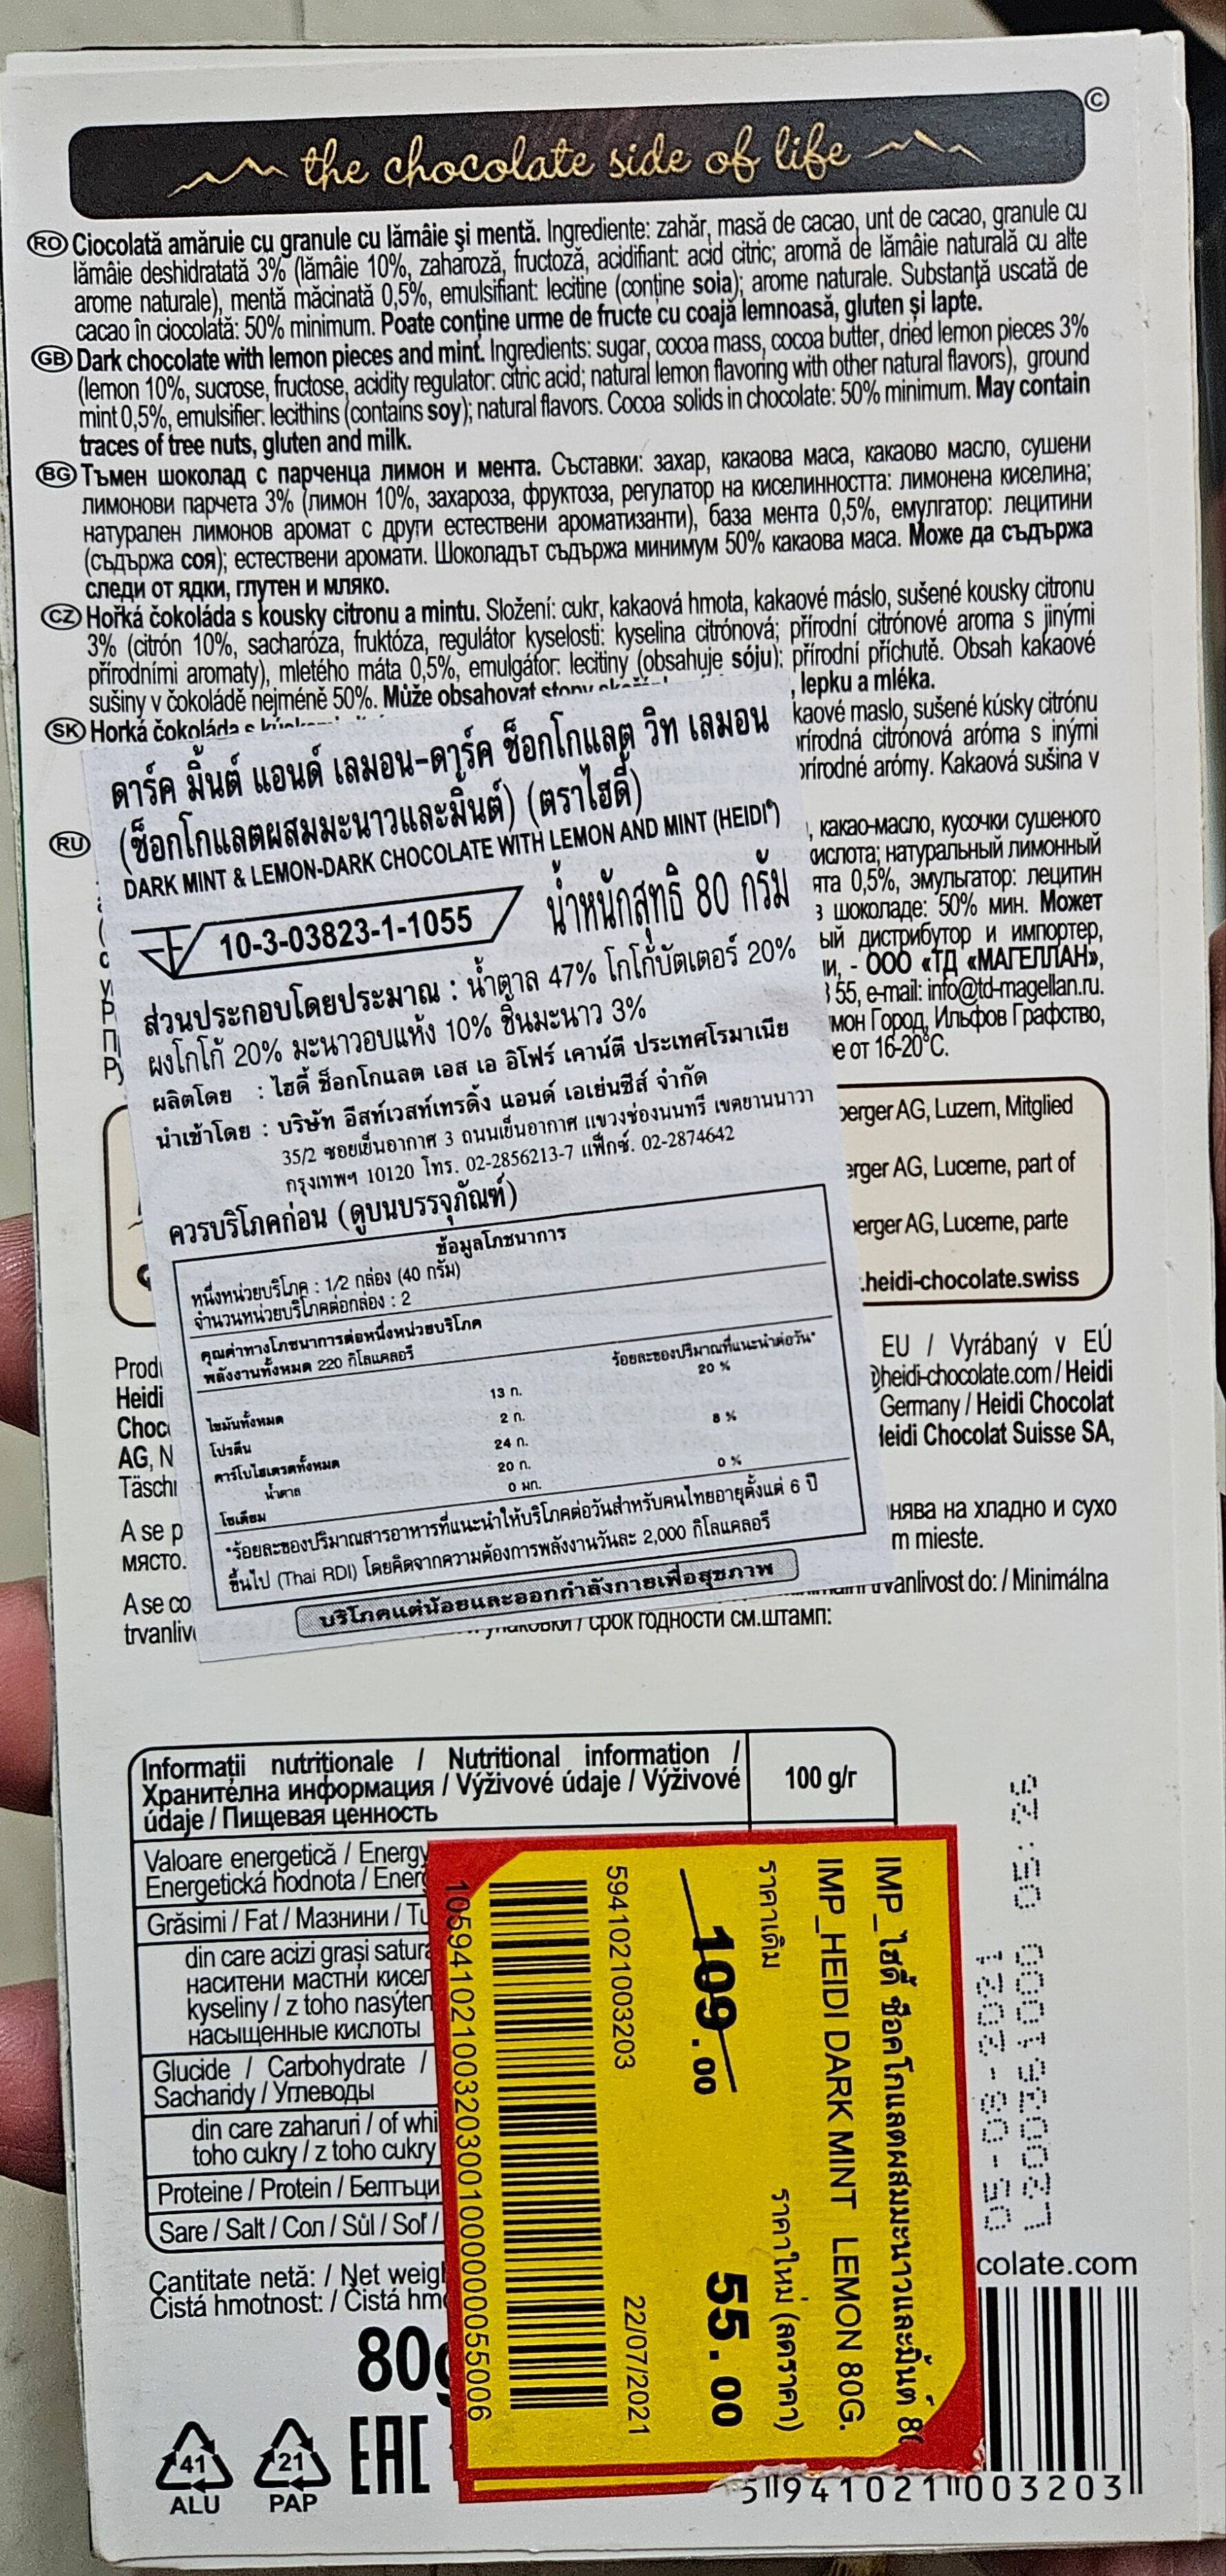 ©
the chocolate side of life
RO Ciocolată amăruie cu granule cu lămâie şi mentă. Ingrediente: zahăr, masă de cacao, unt de cacao, granule cu
lămâie deshidratată 3% (lămâie 10%, zaharoză, fructoză, acidifiant: acid citric; aromă de lămâie naturală cu alte
arome naturale), mentă măcinată 0,5%, emulsifiant: lecitine (conţine soia); arome naturale. Substanţă uscată de
cacao în ciocolată: 50% minimum. Poate conţine urme de fructe cu coajă lemnoasă, gluten şi lapte.
GB Dark chocolate with lemon pieces and mint. Ingredients: sugar, cocoa mass, cocoa butter, dried lemon pieces 3%
(lemon 10%, sucrose, fructose, acidity regulator: citric acid; natural lemon flavoring with other natural flavors), ground
mint 0,5%, emulsifier: lecithins (contains soy); natural flavors. Cocoa solids in chocolate: 50% minimum. May contain
traces of tree nuts, gluten and milk.
BG Тъмен шоколад с парченца лимон и мента. Съставки: захар, какаова маса, какаово масло, сушени
лимонови парчета 3% (лимон 10%, захароза, фруктоза, регулатор на киселинността: лимонена киселина;
натурален лимонов аромат с други естествени ароматизанти), база мента 0,5%, емулгатор: лецитини
(съдържа соя); естествени аромати. Шоколадът съдържа минимум 50% какаова маса. Може да съдържа
следи от ядки, глутен и мляко.
CZ Hořká čokoláda s kousky citronu a mintu. Složení: cukr, kakaová hmota, kakaové máslo, sušené kousky citronu
3% (citrón 10%, sacharóza, fruktóza, regulátor kyselosti: kyselina citrónová; přírodní citrónové aroma s jinými
přírodními aromaty), mletého máta 0,5%, emulgátor: lecitiny (obsahuje sóju); přírodní příchutě. Obsah kakaové
sušiny v čokoládě nejméně 50%. Může obsahovat stopy , lepku a mléka.
SK Horká čokoláda s kaové maslo, sušené kúsky citrónu
rírodná citrónová aróma s inými
rírodné arómy. Kakaová sušina v
ดาร์ค มิ้นต์ แอนด์ เลมอน-ดาร์ค ช็อกโกแลต วิท เลมอน
(ช็อกโกแลตผสมมะนาวและมิ้นต์) (ตราไฮดี้)
DARK MINT & LEMON-DARK CHOCOLATE WITH LEMON AND MINT (HEIDI®)
10-3-03823-1-1055 น้ำหนักสุทธิ 80 กรัม
ส่วนประกอบโดยประมาณ : น้ำตาล 47% โกโก้บัตเตอร์ 20%
ผงโกโก้ 20% มะนาวอบแห้ง 10% ชิ้นมะนาว 3%
ผลิตโดย : ไฮดี้ ช็อกโกแลต เอส เอ อิโฟร์ เคาน์ตี ประเทศโรมาเนีย
นำเข้าโดย : บริษัท อีสท์เวสท์เทรดิ้ง แอนด์ เอเย่นซีส์ จำกัด
35/2 ซอยเย็นอากาศ 3 ถนนเย็นอากาศ แขวงช่องนนทรี เขตยานนาวา
กรุงเทพฯ 10120 โทร. 02-2856213-7 แฟ็กซ์. 02-2874642
ควรบริโภคก่อน (ดูบนบรรจุภัณฑ์)
ข้อมูลโภชนาการ
หนึ่งหน่วยบริโภค : 1/2 กล่อง (40 กรัม)
จำนวนหน่วยบริโภคต่อกล่อง : 2
คุณค่าทางโภชนาการต่อหนึ่งหน่วยบริโภค
พลังงานทั้งหมด 220 กิโลแคลอรี
ร้อยละของปริมาณที่แนะนำต่อวัน*
ไขมันทั้งหมด 13 ก. 20 %
โปรตีน 2 ก.
คาร์โบไฮเดรตทั้งหมด 24 ก. 8 %
น้ำตาล 20 ก.
โซเดียม 0 มก. 0 %
*ร้อยละของปริมาณสารอาหารที่แนะนำให้บริโภคต่อวันสำหรับคนไทยอายุตั้งแต่ 6 ปี
ขึ้นไป (Thai RDI) โดยคิดจากความต้องการพลังงานวันละ 2,000 กิโลแคลอรี
บริโภคแต่น้อยและออกกำลังกายเพื่อสุขภาพ
RU , какао-масло, кусочки сушеного
ислота; натуральный лимонный
ята 0,5%, эмульгатор: лецитин
в шоколаде: 50% мин. Может
ый дистрибутор и импортер,
и, - ООО «ТД «МАГЕЛЛАН»,
55, e-mail: info@td-magellan.ru.
мон Город, Ильфов Графство,
е от 16-20°C.
berger AG, Luzern, Mitglied
erger AG, Lucerne, part of
erger AG, Lucerne, parte
.heidi-chocolate.swiss
Prod EU / Vyrábaný v EÚ
Heidi @heidi-chocolate.com / Heidi
Choc Germany / Heidi Chocolat
AG, N Heidi Chocolat Suisse SA,
Täschi
A se p нява на хладно и сухо
място. m mieste.
A se co vanlivost do: / Minimálna
trvanliv упаковки / срок годности см.штамп:
Informaţii nutriţionale / Nutritional information /
Хранителна информация / Výživové údaje / Výživové
údaje / Пищевая ценность
100 g/r
Valoare energetică / Energy
Energetická hodnota / Ener
Grăsimi / Fat / Мазнини / Tu
din care acizi graşi satura
наситени мастни кисел
kyseliny / z toho nasýten
насыщенные кислоты
Glucide / Carbohydrate /
Sacharidy / Углеводы
din care zaharuri / of whi
toho cukry / z toho cukry
Proteine / Protein / Белтъци
Sare / Salt / Сол / Sůl / Soľ /
Cantitate netă: / Net weigh
Čistá hmotnost: / Čistá hmo
80g
41
ALU
21
PAP
EAC
IMP_ไฮดี้ ช็อคโกแลตผสมมะนาวและมิ้นต์ 80
IMP_HEIDI DARK MINT LEMON 80G.
ราคาเดิม ราคาใหม่ (ลดราคา)
109.00 55.00
5941021003203 22/07/2021
10594102100320300100000000055006
05-08-2021
L20031000 05:26
colate.com
5 941021 003203